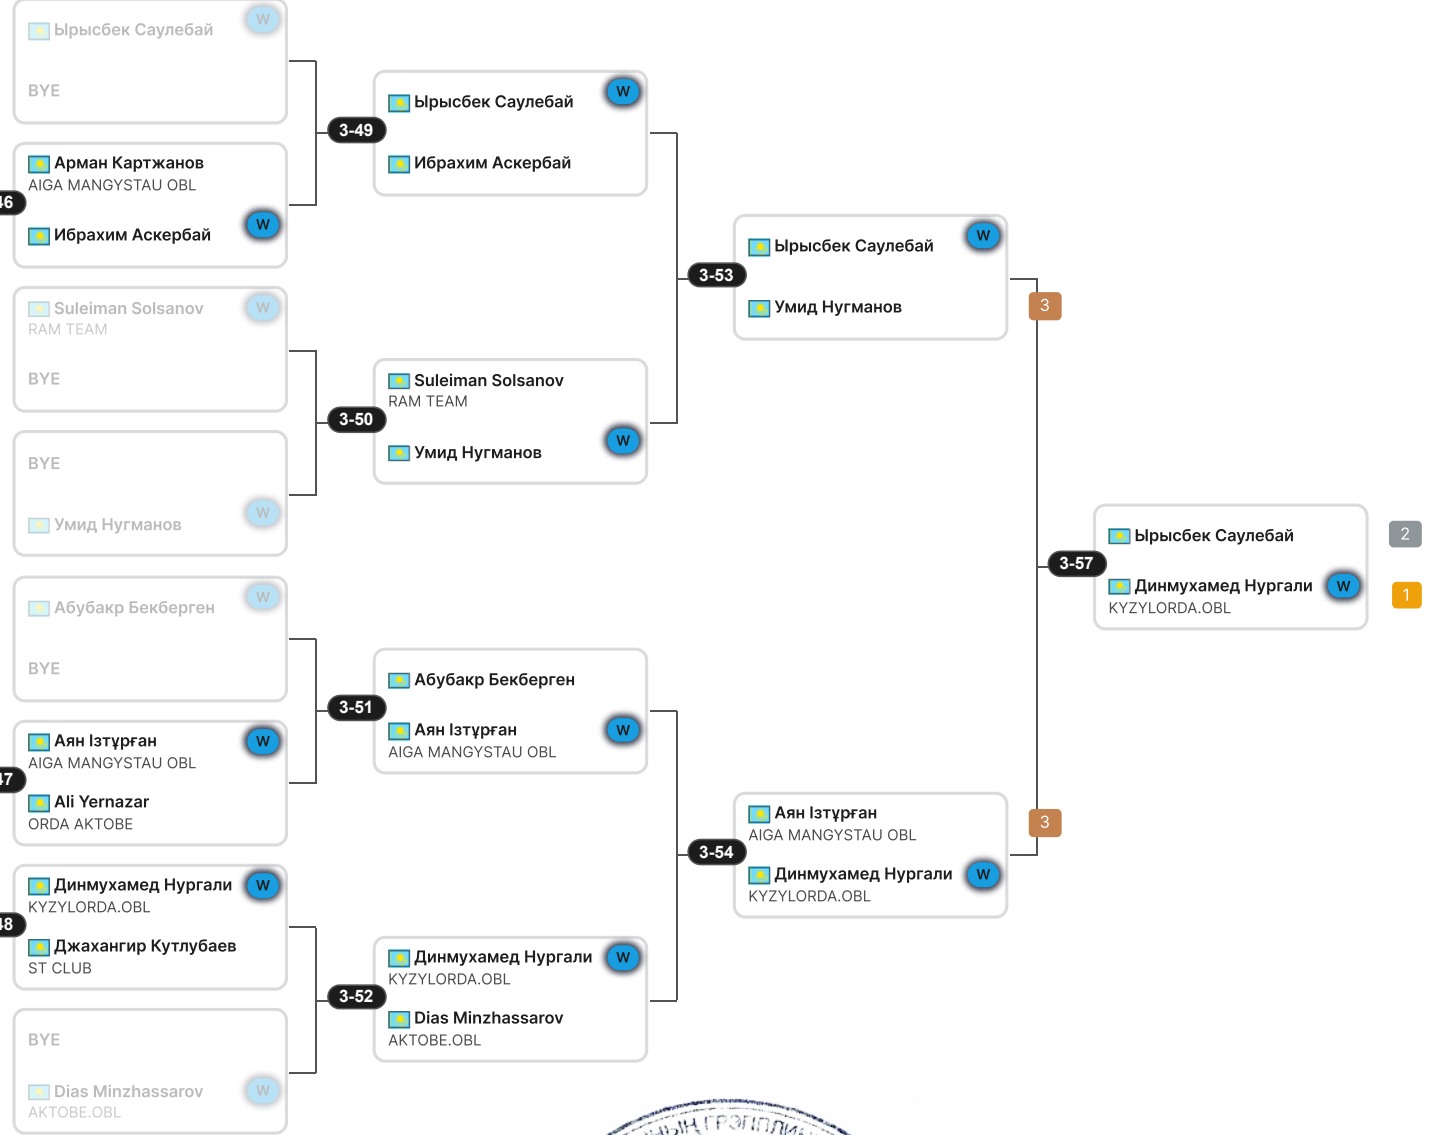 Ырысбек Саулебай
W
BYE
Арман Картжанов
AIGA MANGYSTAU OBL
46
Ибрахим Аскербай
W
Suleiman Solsanov
W
RAM TEAM
BYE
BYE
Умид Нугманов
W
Абубакр Бекберген
W
BYE
Аян Ізтұрған
W
AIGA MANGYSTAU OBL
47
Ali Yernazar
ORDA AKTOBE
Динмухамед Нургали
W
KYZYLORDA.OBL
48
Джахангир Кутлубаев
ST CLUB
BYE
Dias Minzhassarov
W
AKTOBE.OBL
3-49
Ырысбек Саулебай
W
Ибрахим Аскербай
3-50
Suleiman Solsanov
RAM TEAM
Умид Нугманов
W
3-51
Абубакр Бекберген
Аян Ізтұрған
W
AIGA MANGYSTAU OBL
3-52
Динмухамед Нургали
W
KYZYLORDA.OBL
Dias Minzhassarov
AKTOBE.OBL
3-53
Ырысбек Саулебай
W
Умид Нугманов
3
3-54
Аян Ізтұрған
AIGA MANGYSTAU OBL
Динмухамед Нургали
W
KYZYLORDA.OBL
3
3-57
Ырысбек Саулебай
2
Динмухамед Нургали
W
1
KYZYLORDA.OBL